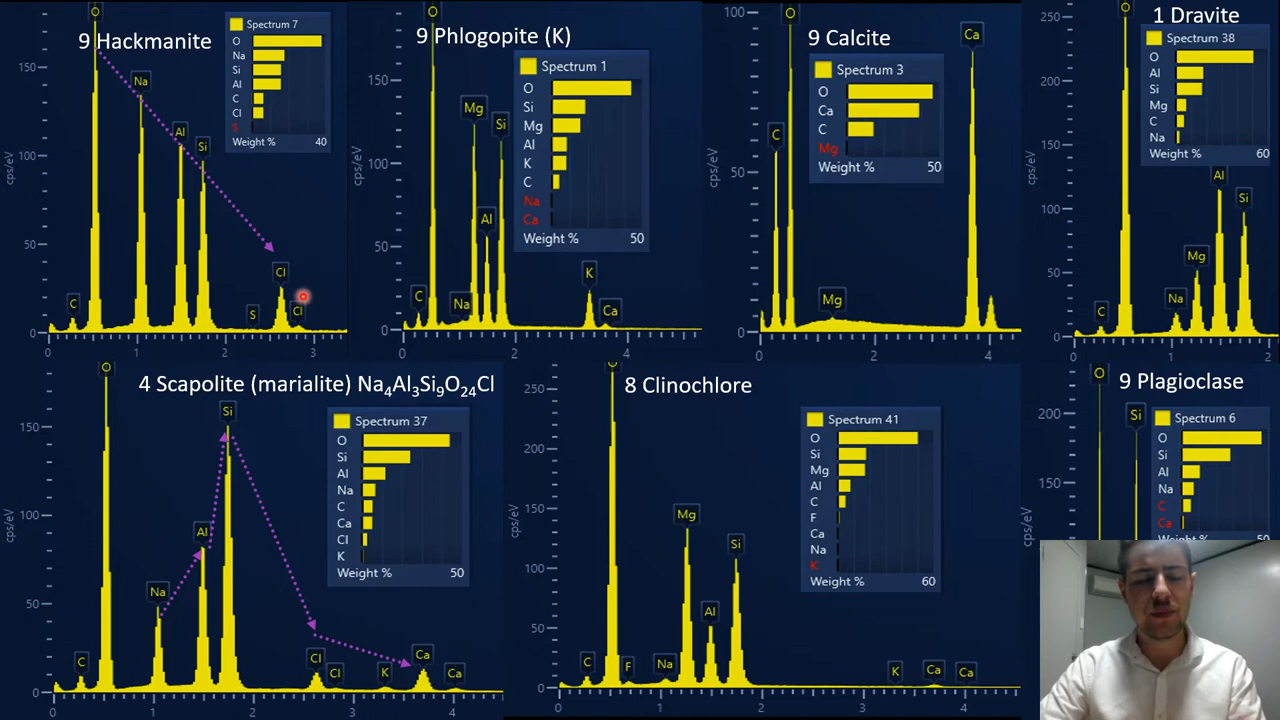 9 Hackmanite
Spectrum 7
O
Na
Si
Al
C
Cl
S
Weight % 40
O
Na
Al
Si
C
S
Cl
Cl
cps/eV
150
100
50
0
0 1 2 3
9 Phlogopite (K)
Spectrum 1
O
Si
Mg
Al
K
C
Na
Ca
Weight % 50
O
Mg
Si
Al
C
Na
K
Ca
cps/eV
150
100
50
0
0 2 4
9 Calcite
Spectrum 3
O
Ca
C
Mg
Weight % 50
O
Ca
C
Mg
cps/eV
100
50
0
0 2 4
1 Dravite
Spectrum 38
O
Al
Si
Mg
C
Na
Weight % 60
O
Al
Si
Mg
Na
C
cps/eV
250
200
150
100
50
0
0 1 2
4 Scapolite (marialite) Na₄Al₃Si₉O₂₄Cl
Spectrum 37
O
Si
Al
Na
C
Ca
Cl
K
Weight % 50
O
Si
Al
Na
C
Cl
Cl
K
Ca
Ca
cps/eV
150
100
50
0
0 1 2 3 4
8 Clinochlore
Spectrum 41
O
Si
Mg
Al
C
F
Ca
Na
K
Weight % 60
O
Mg
Si
Al
C
F
Na
K
Ca
Ca
cps/eV
250
200
150
100
50
0
0 2 4
9 Plagioclase
Spectrum 6
O
Si
Al
Na
C
Ca
O
Si
cps/eV
200
150